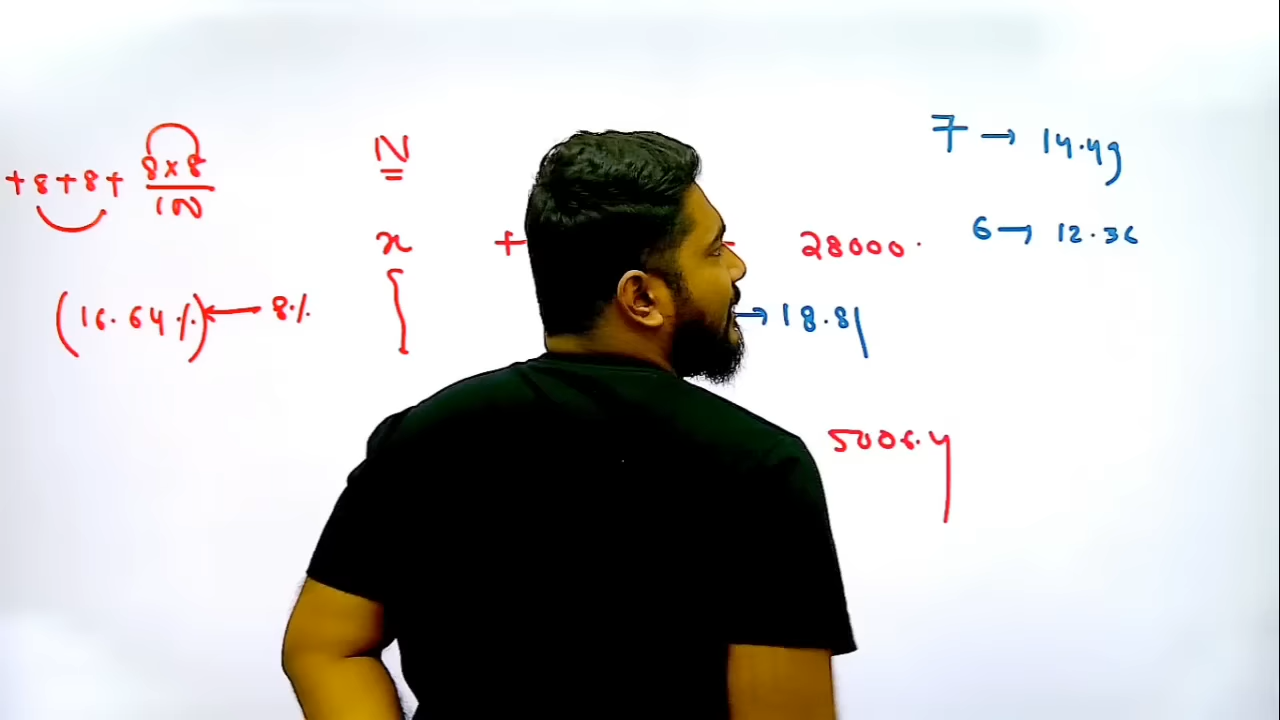 +8+8+ 8×8/100
(16.64%) ← 8%
N
x + 28000
→ 18.81
5006.4
7 → 14.49
6 → 12.36